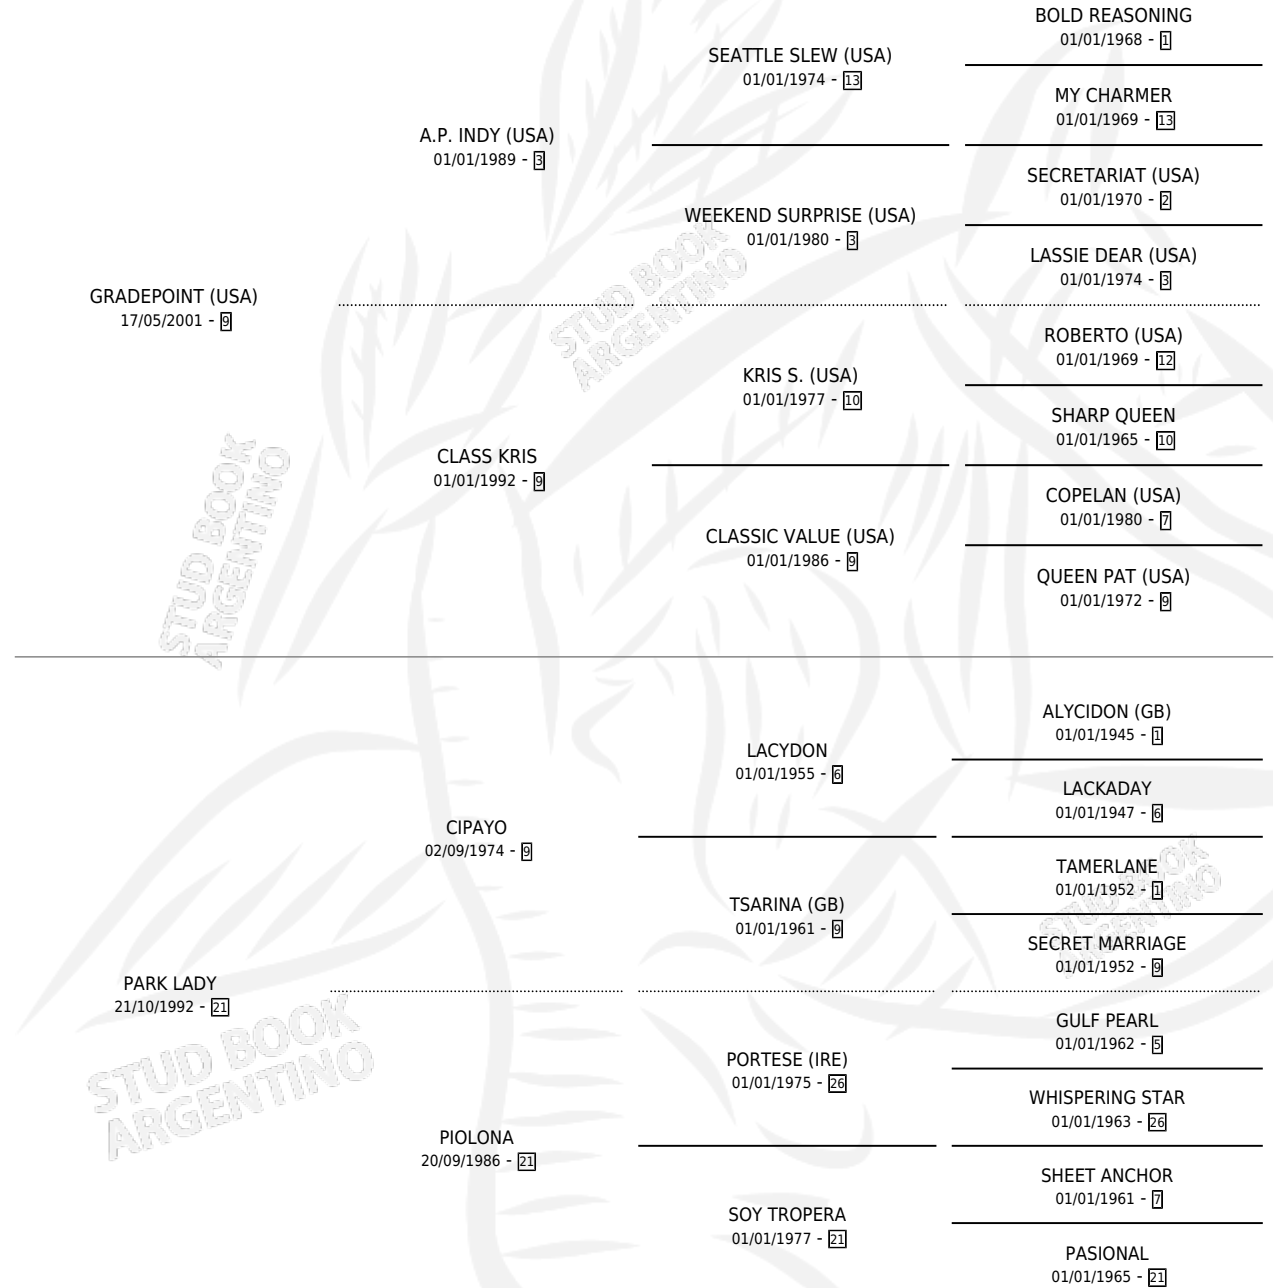 BOLD REASONING
01/01/1968 - 1
SEATTLE SLEW (USA)
01/01/1974 - 13
MY CHARMER
01/01/1969 - 13
A.P. INDY (USA)
01/01/1989 - 3
SECRETARIAT (USA)
01/01/1970 - 2
WEEKEND SURPRISE (USA)
01/01/1980 - 3
LASSIE DEAR (USA)
01/01/1974 - 3
GRADEPOINT (USA)
17/05/2001 - 9
ROBERTO (USA)
01/01/1969 - 12
KRIS S. (USA)
01/01/1977 - 10
SHARP QUEEN
01/01/1965 - 10
CLASS KRIS
01/01/1992 - 9
COPELAN (USA)
01/01/1980 - 7
CLASSIC VALUE (USA)
01/01/1986 - 9
QUEEN PAT (USA)
01/01/1972 - 9
ALYCIDON (GB)
01/01/1945 - 1
LACYDON
01/01/1955 - 6
LACKADAY
01/01/1947 - 6
CIPAYO
02/09/1974 - 9
TAMERLANE
01/01/1952 - 1
TSARINA (GB)
01/01/1961 - 9
SECRET MARRIAGE
01/01/1952 - 9
PARK LADY
21/10/1992 - 21
GULF PEARL
01/01/1962 - 5
PORTESE (IRE)
01/01/1975 - 26
WHISPERING STAR
01/01/1963 - 26
PIOLONA
20/09/1986 - 21
SHEET ANCHOR
01/01/1961 - 7
SOY TROPERA
01/01/1977 - 21
PASIONAL
01/01/1965 - 21
STUD BOOK
ARGENTINO
STUD BOOK
ARGENTINO
STUD BOOK
ARGENTINO
STUD BOOK
ARGENTINO